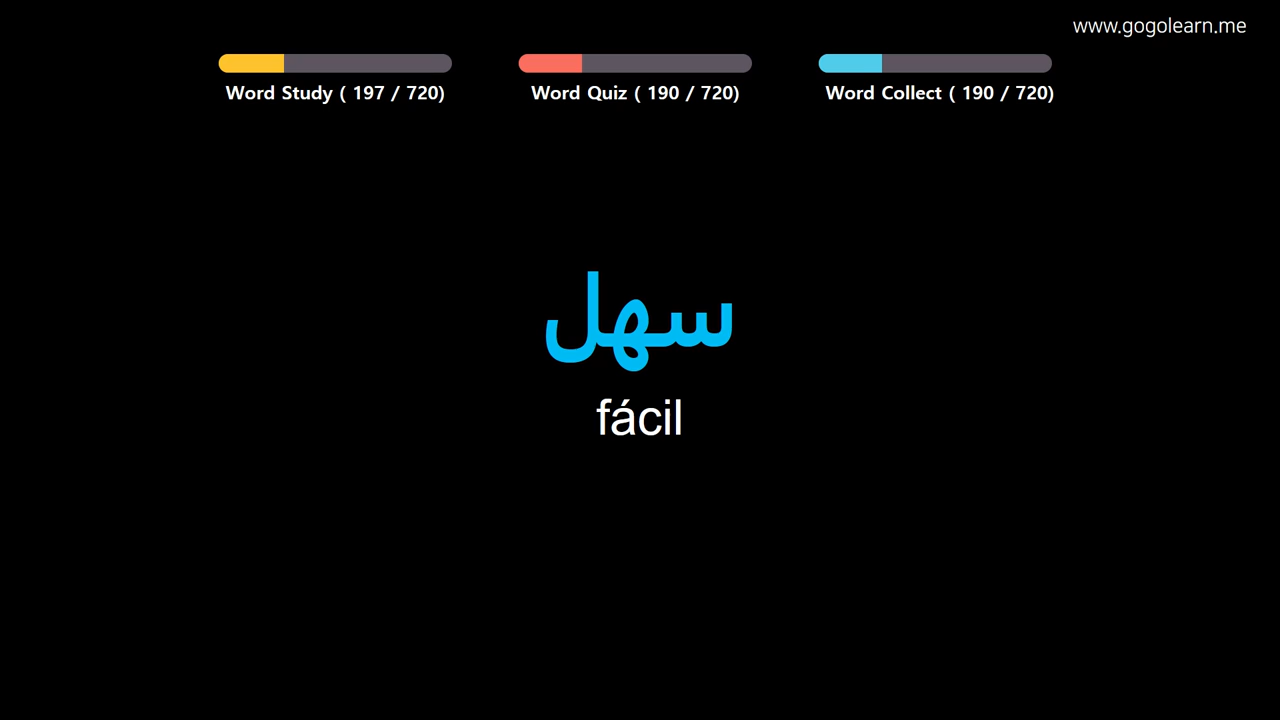 www.gogolearn.me
Word Study ( 197 / 720)
Word Quiz ( 190 / 720)
Word Collect ( 190 / 720)
سهل
fácil